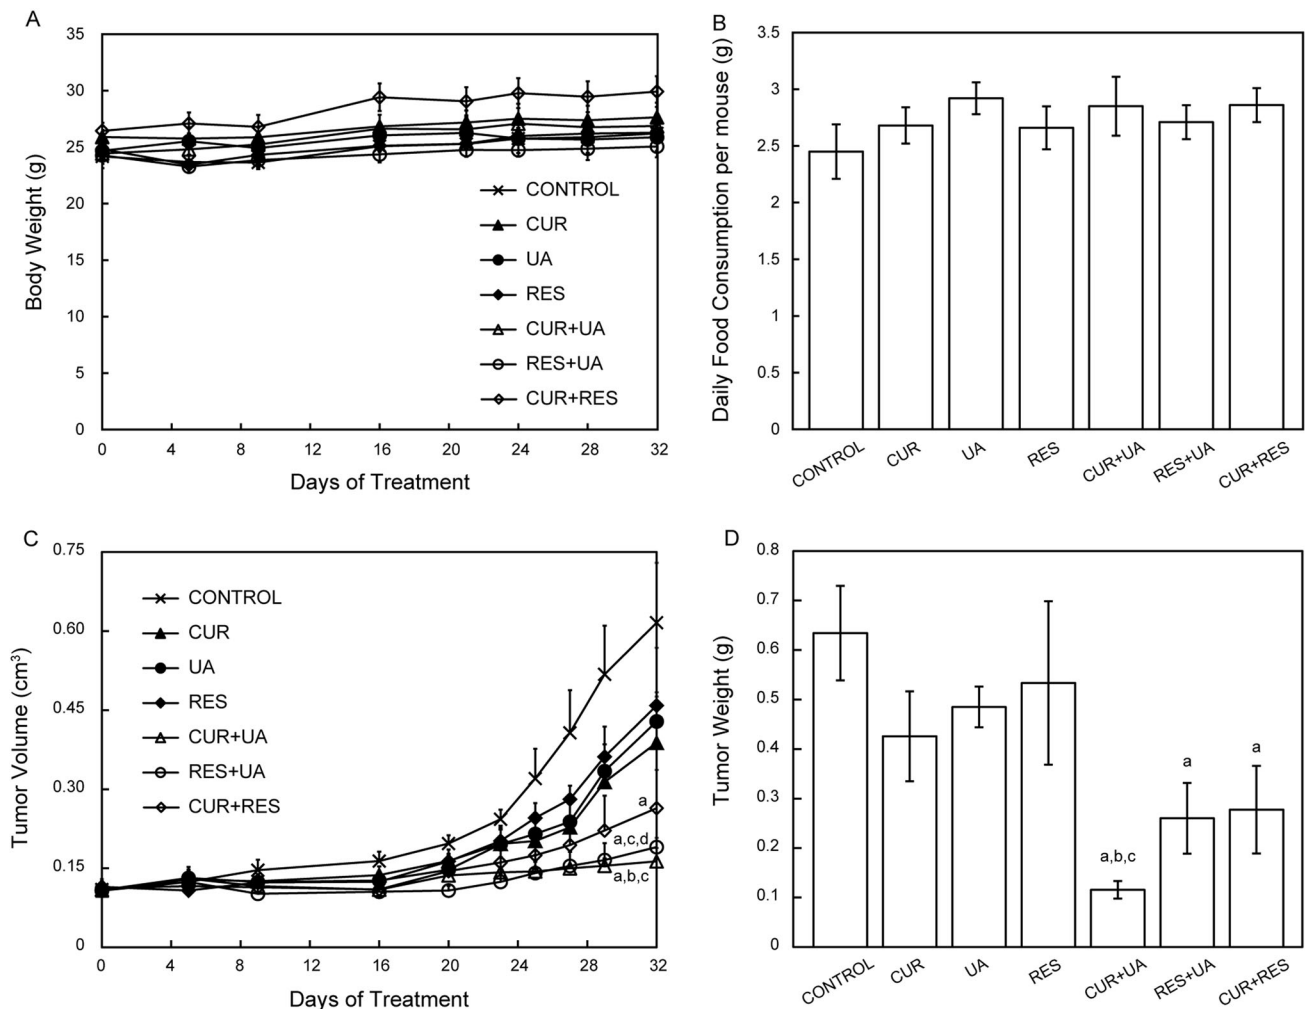 A
35
30
25
20
15
10
5
0
Body Weight (g)
CONTROL
CUR
UA
RES
CUR+UA
RES+UA
CUR+RES
0 4 8 12 16 20 24 28 32
Days of Treatment
B
3.5
3
2.5
2
1.5
1
0.5
0
Daily Food Consumption per mouse (g)
CONTROL CUR UA RES CUR+UA RES+UA CUR+RES
C
0.75
0.60
0.45
0.30
0.15
0
Tumor Volume (cm³)
CONTROL
CUR
UA
RES
CUR+UA
RES+UA
CUR+RES
a
a,c,d
a,b,c
0 4 8 12 16 20 24 28 32
Days of Treatment
D
0.8
0.7
0.6
0.5
0.4
0.3
0.2
0.1
0
Tumor Weight (g)
a,b,c
a
a
CONTROL CUR UA RES CUR+UA RES+UA CUR+RES